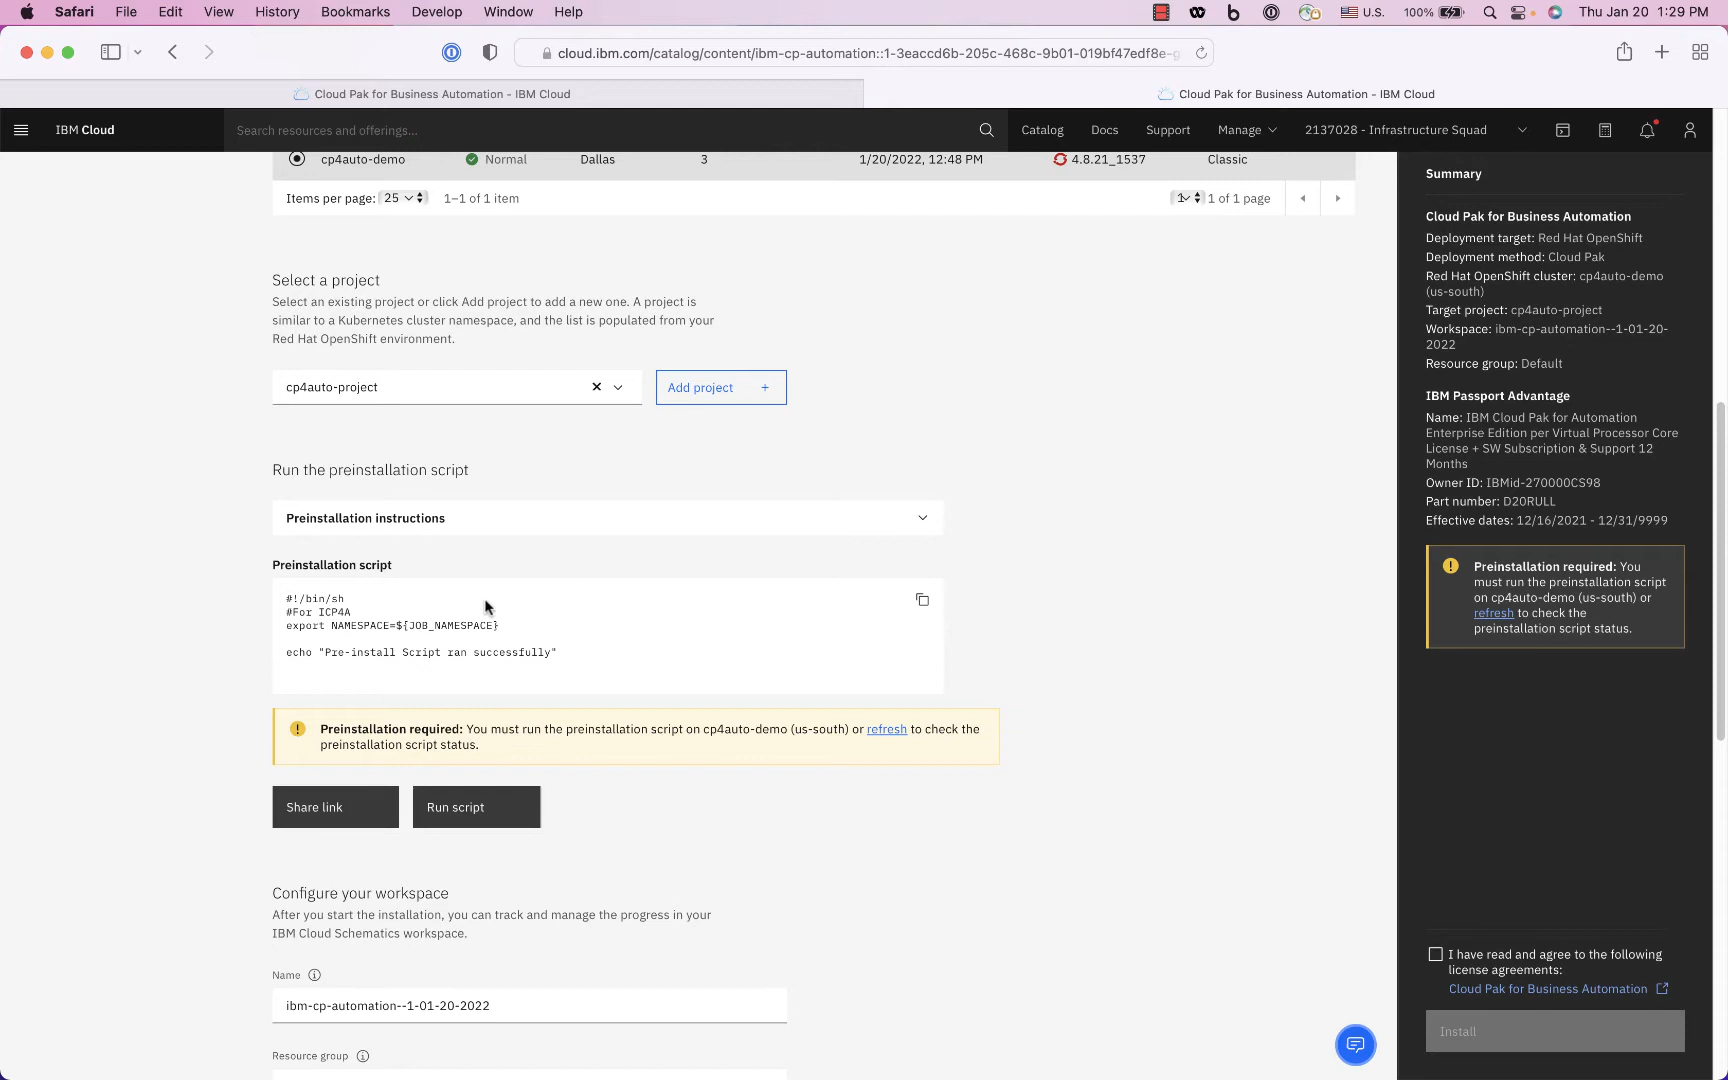 Safari File Edit View History Bookmarks Develop Window Help U.S. 100% Thu Jan 20 1:29 PM
cloud.ibm.com/catalog/content/ibm-cp-automation::1-3eaccd6b-205c-468c-9b01-019bf47edf8e-g
Cloud Pak for Business Automation - IBM Cloud
Cloud Pak for Business Automation - IBM Cloud
IBM Cloud Search resources and offerings... Catalog Docs Support Manage 2137028 - Infrastructure Squad
cp4auto-demo Normal Dallas 3 1/20/2022, 12:48 PM 4.8.21_1537 Classic
Items per page: 25 1–1 of 1 item 1 1 of 1 page
Select a project
Select an existing project or click Add project to add a new one. A project is
similar to a Kubernetes cluster namespace, and the list is populated from your
Red Hat OpenShift environment.
cp4auto-project
Add project +
Run the preinstallation script
Preinstallation instructions
Preinstallation script
#!/bin/sh
#For ICP4A
export NAMESPACE=${JOB_NAMESPACE}
echo "Pre-install Script ran successfully"
Preinstallation required: You must run the preinstallation script on cp4auto-demo (us-south) or refresh to check the
preinstallation script status.
Share link
Run script
Configure your workspace
After you start the installation, you can track and manage the progress in your
IBM Cloud Schematics workspace.
Name
ibm-cp-automation--1-01-20-2022
Resource group
Summary
Cloud Pak for Business Automation
Deployment target: Red Hat OpenShift
Deployment method: Cloud Pak
Red Hat OpenShift cluster: cp4auto-demo
(us-south)
Target project: cp4auto-project
Workspace: ibm-cp-automation--1-01-20-
2022
Resource group: Default
IBM Passport Advantage
Name: IBM Cloud Pak for Automation
Enterprise Edition per Virtual Processor Core
License + SW Subscription & Support 12
Months
Owner ID: IBMid-270000CS98
Part number: D20RULL
Effective dates: 12/16/2021 - 12/31/9999
Preinstallation required: You
must run the preinstallation script
on cp4auto-demo (us-south) or
refresh to check the
preinstallation script status.
I have read and agree to the following
license agreements:
Cloud Pak for Business Automation
Install